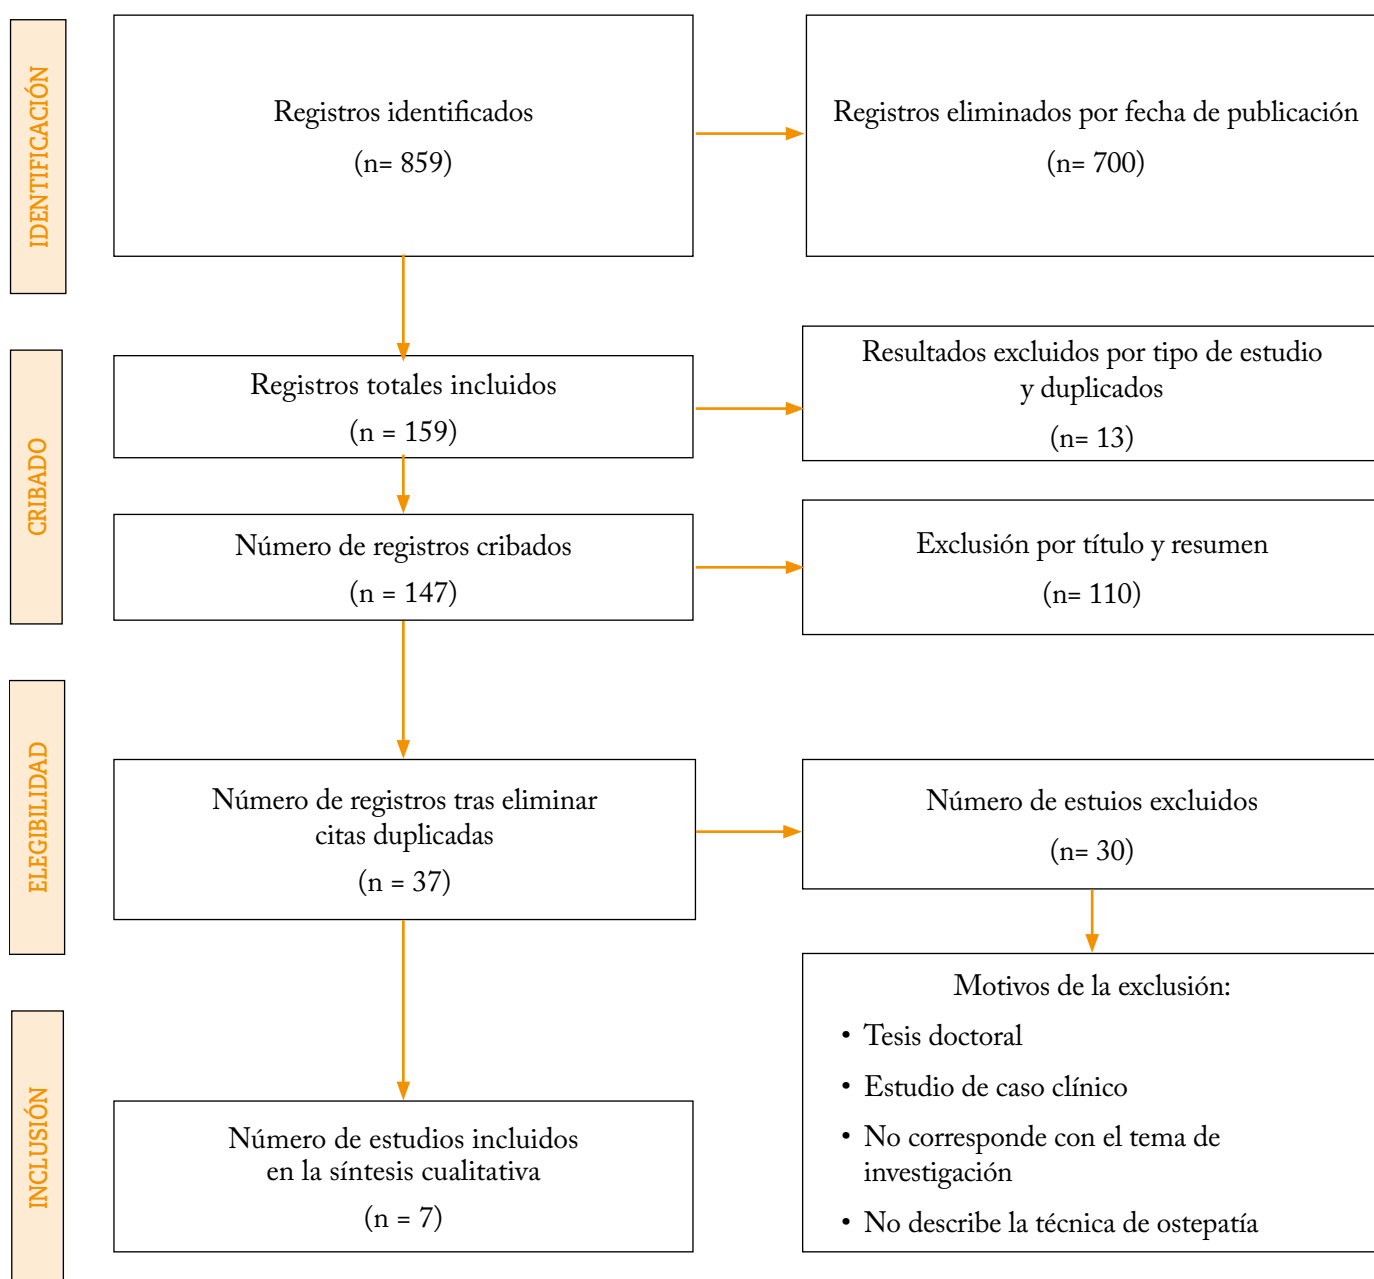 IDENTIFICACIÓN
Registros identificados
(n= 859)
Registros eliminados por fecha de publicación
(n= 700)
CRIBADO
Registros totales incluidos
(n = 159)
Resultados excluidos por tipo de estudio
y duplicados
(n= 13)
Número de registros cribados
(n = 147)
Exclusión por título y resumen
(n= 110)
ELEGIBILIDAD
Número de registros tras eliminar
citas duplicadas
(n = 37)
Número de estuios excluidos
(n= 30)
Motivos de la exclusión:
• Tesis doctoral
• Estudio de caso clínico
• No corresponde con el tema de
investigación
• No describe la técnica de ostepatía
INCLUSIÓN
Número de estudios incluidos
en la síntesis cualitativa
(n = 7)